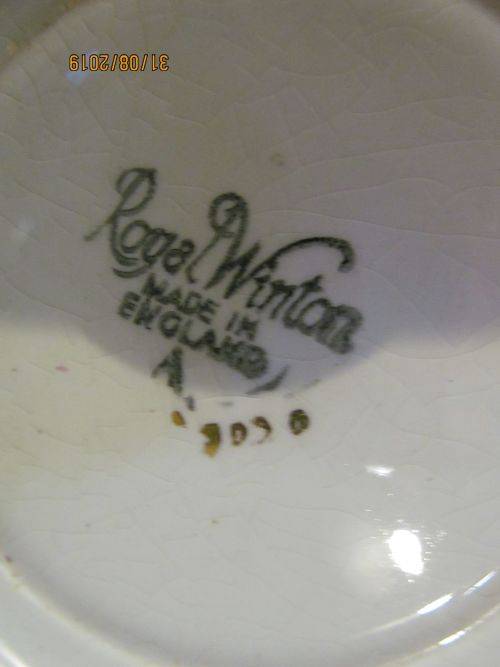 31/08/2019
Royal Winton
MADE IN
ENGLAND
A.